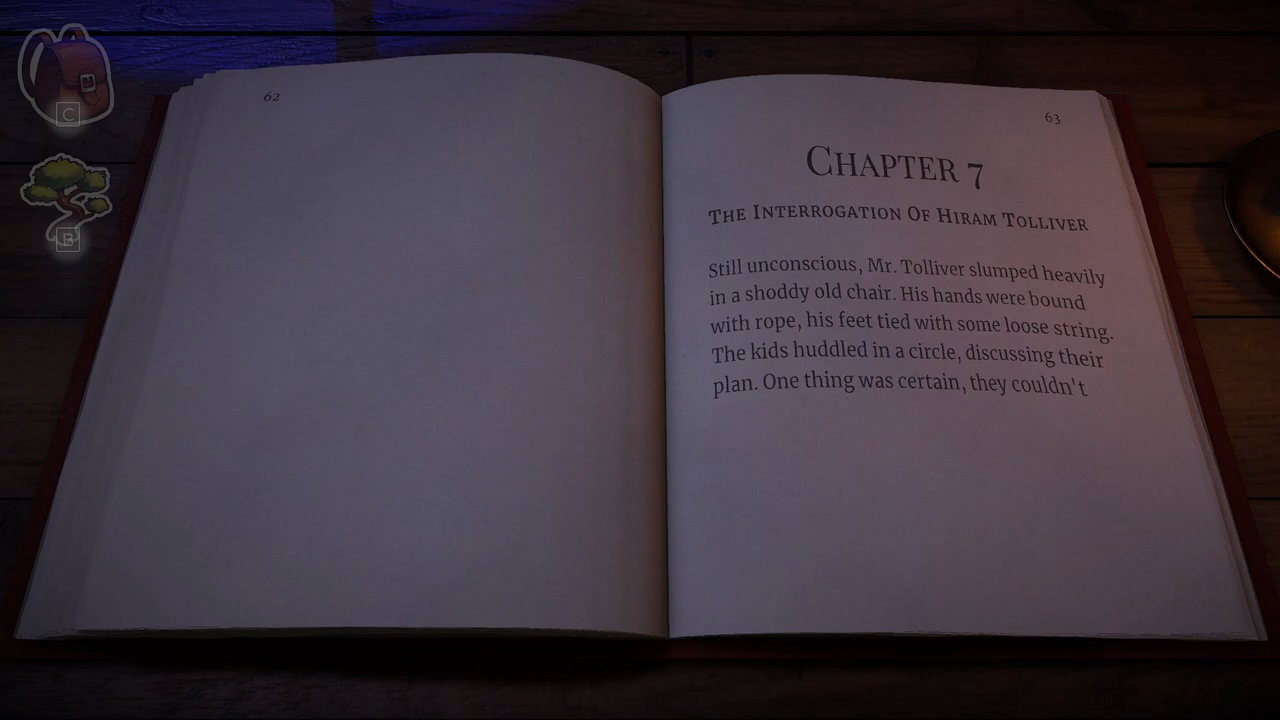 62
63
C
B
Chapter 7
The Interrogation Of Hiram Tolliver
Still unconscious, Mr. Tolliver slumped heavily
in a shoddy old chair. His hands were bound
with rope, his feet tied with some loose string.
The kids huddled in a circle, discussing their
plan. One thing was certain, they couldn't